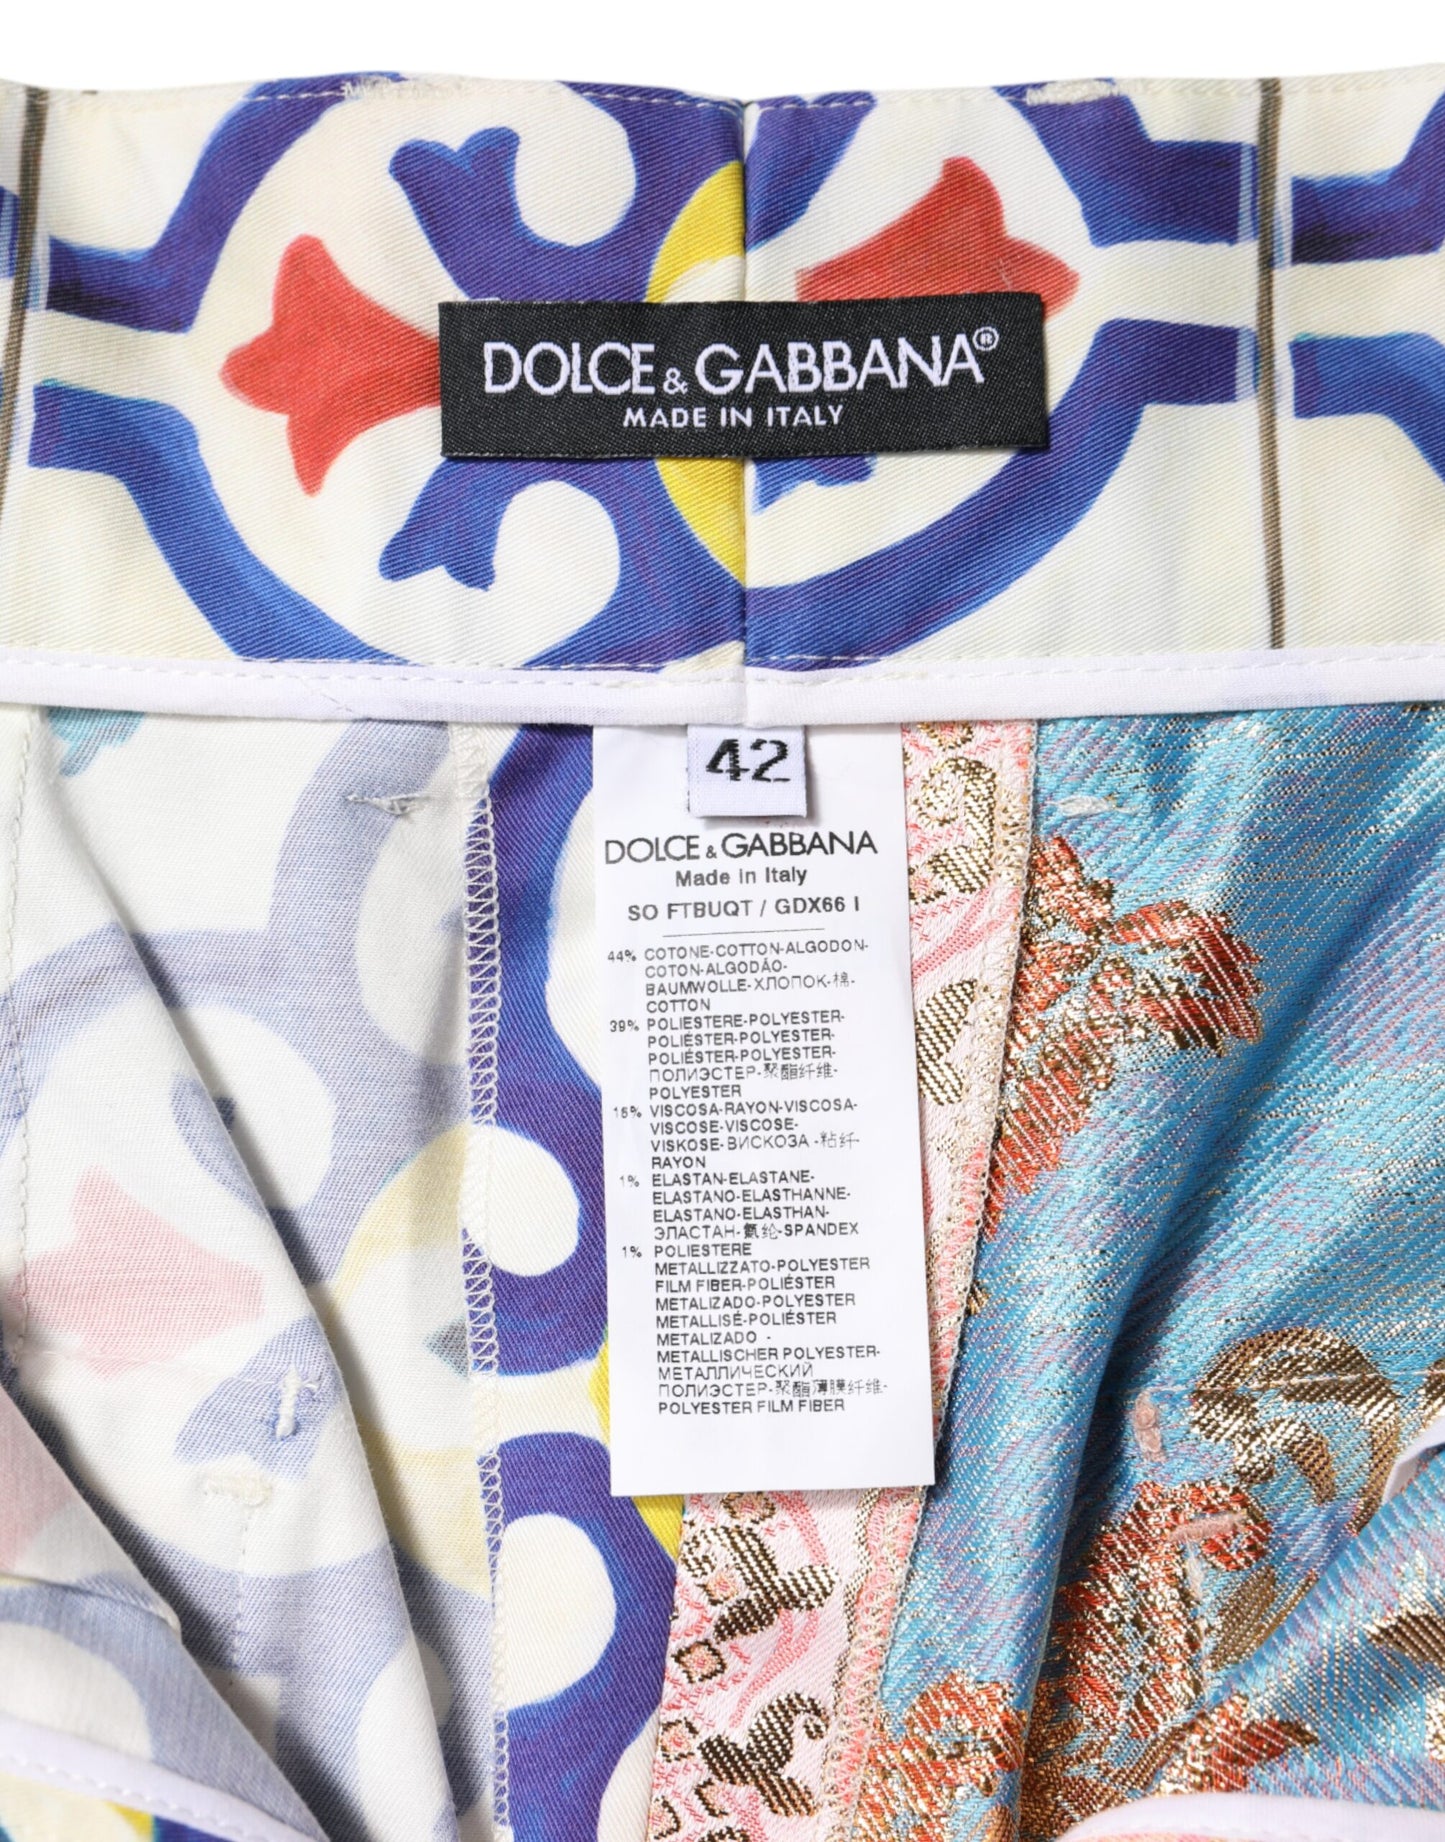 DOLCE & GABBANA®
MADE IN ITALY
42
DOLCE & GABBANA
Made in Italy
SO FTBUQT / GDX66 I
44% COTONE-COTTON-ALGODON-
COTON-ALGODÃO-
BAUMWOLLE-ХЛОПОК-棉-
COTTON
39% POLIESTERE-POLYESTER-
POLIÉSTER-POLYESTER-
POLIÉSTER-POLYESTER-
ПОЛИЭСТЕР-聚酯纤维-
POLYESTER
15% VISCOSA-RAYON-VISCOSA-
VISCOSE-VISCOSE-
VISKOSE-ВИСКОЗА -粘纤-
RAYON
1% ELASTAN-ELASTANE-
ELASTANO-ELASTHANNE-
ELASTANO-ELASTHAN-
ЭЛАСТАН-氨纶-SPANDEX
1% POLIESTERE
METALLIZZATO-POLYESTER
FILM FIBER-POLIÉSTER
METALIZADO-POLYESTER
METALLISÉ-POLIÉSTER
METALIZADO -
METALLISCHER POLYESTER-
МЕТАЛЛИЧЕСКИЙ
ПОЛИЭСТЕР-聚酯薄膜纤维-
POLYESTER FILM FIBER